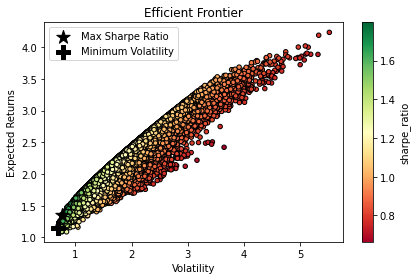 Efficient Frontier
Max Sharpe Ratio
Minimum Volatility
Expected Returns
4.0
3.5
3.0
2.5
2.0
1.5
1.0
1
2
3
4
5
Volatility
1.6
1.4
1.2
1.0
0.8
sharpe_ratio